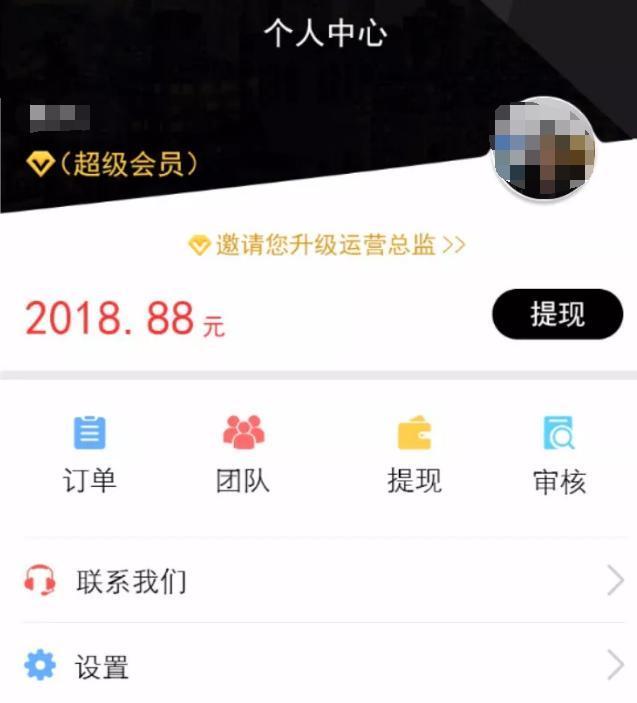 个人中心
（超级会员）
邀请您升级运营总监>>
2018.88元
提现
订单 团队 提现 审核
联系我们
设置